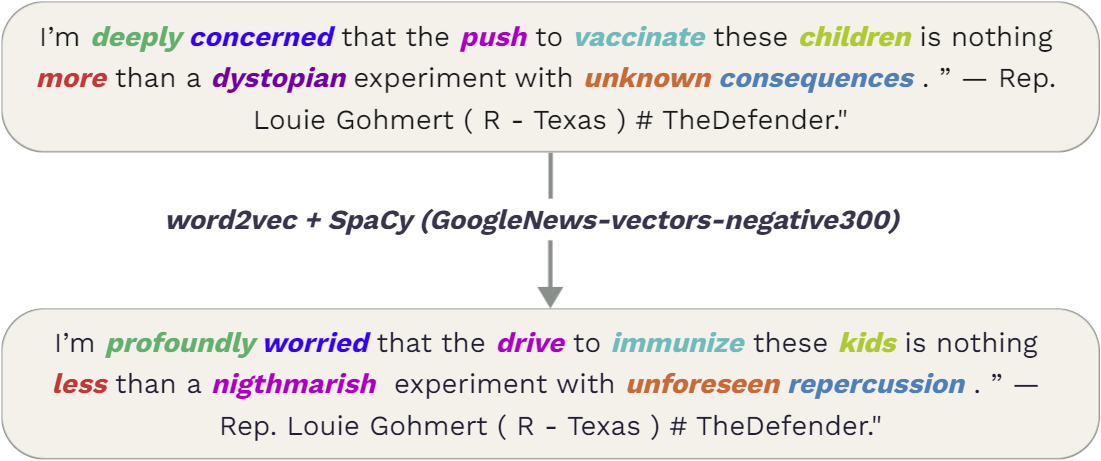 I’m deeply concerned that the push to vaccinate these children is nothing
more than a dystopian experiment with unknown consequences . ” — Rep.
Louie Gohmert ( R - Texas ) # TheDefender."
word2vec + SpaCy (GoogleNews-vectors-negative300)
I’m profoundly worried that the drive to immunize these kids is nothing
less than a nigthmarish experiment with unforeseen repercussion . ” —
Rep. Louie Gohmert ( R - Texas ) # TheDefender."